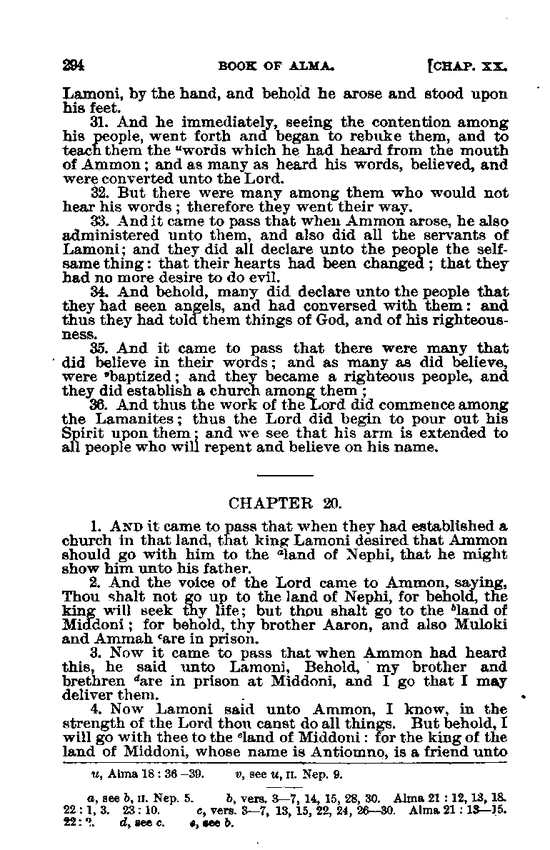 294 BOOK OF ALMA. [CHAP. XX.
Lamoni, by the hand, and behold he arose and stood upon
his feet.
31. And he immediately, seeing the contention among
his people, went forth and began to rebuke them, and to
teach them the ᵘwords which he had heard from the mouth
of Ammon; and as many as heard his words, believed, and
were converted unto the Lord.
32. But there were many among them who would not
hear his words; therefore they went their way.
33. And it came to pass that when Ammon arose, he also
administered unto them, and also did all the servants of
Lamoni; and they did all declare unto the people the self-
same thing: that their hearts had been changed; that they
had no more desire to do evil.
34. And behold, many did declare unto the people that
they had seen angels, and had conversed with them: and
thus they had told them things of God, and of his righteous-
ness.
35. And it came to pass that there were many that
did believe in their words; and as many as did believe,
were ᵛbaptized; and they became a righteous people, and
they did establish a church among them;
36. And thus the work of the Lord did commence among
the Lamanites; thus the Lord did begin to pour out his
Spirit upon them; and we see that his arm is extended to
all people who will repent and believe on his name.
CHAPTER 20.
1. AND it came to pass that when they had established a
church in that land, that king Lamoni desired that Ammon
should go with him to the ᵃland of Nephi, that he might
show him unto his father.
2. And the voice of the Lord came to Ammon, saying,
Thou shalt not go up to the land of Nephi, for behold, the
king will seek thy life; but thou shalt go to the ᵇland of
Middoni; for behold, thy brother Aaron, and also Muloki
and Ammah ᶜare in prison.
3. Now it came to pass that when Ammon had heard
this, he said unto Lamoni, Behold, my brother and
brethren ᵈare in prison at Middoni, and I go that I may
deliver them.
4. Now Lamoni said unto Ammon, I know, in the
strength of the Lord thou canst do all things. But behold, I
will go with thee to the ᵉland of Middoni: for the king of the
land of Middoni, whose name is Antiomno, is a friend unto
u, Alma 18:36–39. v, see u, II. Nep. 9.
a, see b, II. Nep. 5. b, vers. 3–7, 14, 15, 28, 30. Alma 21:12, 13, 18.
22:1, 3. 23:10. c, vers. 3–7, 13, 15, 22, 24, 26–30. Alma 21:13–15.
22:2. d, see c. e, see b.